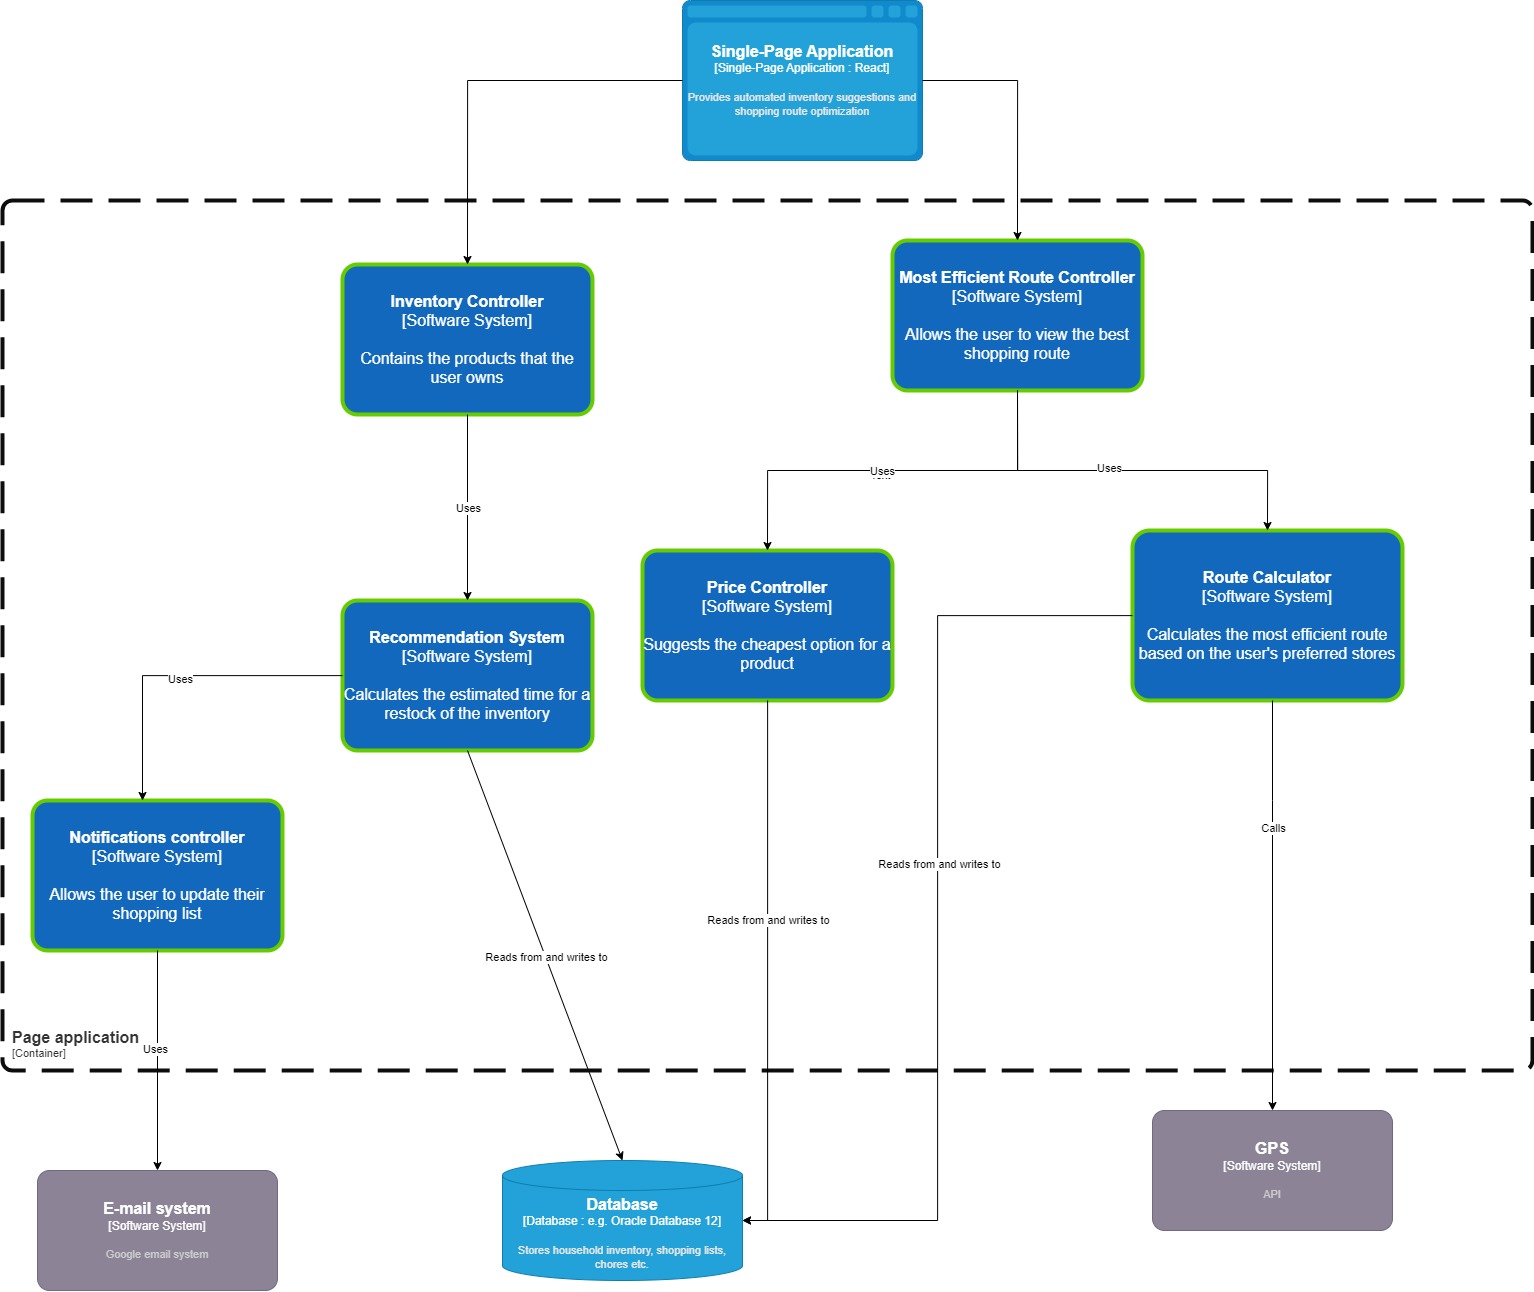 Single-Page Application
[Single-Page Application : React]
Provides automated inventory suggestions and
shopping route optimization
Inventory Controller
[Software System]
Contains the products that the
user owns
Most Efficient Route Controller
[Software System]
Allows the user to view the best
shopping route
Uses
Uses
Uses
Recommendation System
[Software System]
Calculates the estimated time for a
restock of the inventory
Price Controller
[Software System]
Suggests the cheapest option for a
product
Route Calculator
[Software System]
Calculates the most efficient route
based on the user's preferred stores
Uses
Notifications controller
[Software System]
Allows the user to update their
shopping list
Calls
Reads from and writes to
Reads from and writes to
Reads from and writes to
Page application
[Container]
Uses
E-mail system
[Software System]
Google email system
Database
[Database : e.g. Oracle Database 12]
Stores household inventory, shopping lists,
chores etc.
GPS
[Software System]
API